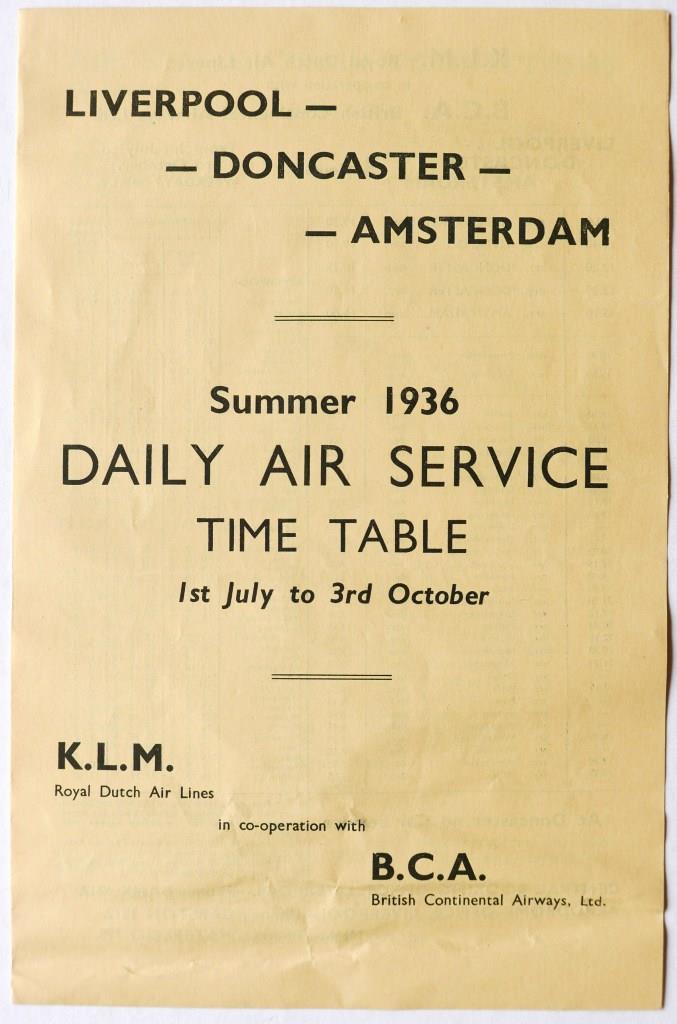 LIVERPOOL —
— DONCASTER —
— AMSTERDAM
Summer 1936
DAILY AIR SERVICE
TIME TABLE
1st July to 3rd October
K.L.M.
Royal Dutch Air Lines
in co-operation with
B.C.A.
British Continental Airways, Ltd.